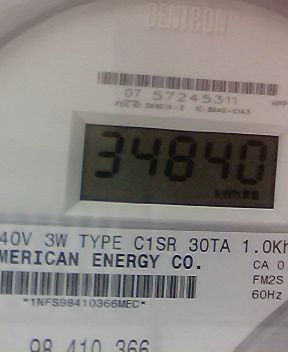 CENTRON
07 57245311
34840
kWh
40V 3W TYPE C1SR 30TA 1.0Kh
MERICAN ENERGY CO.
CA 0
FM2S
*1NFS98410366MEC*
60Hz
98 410 366